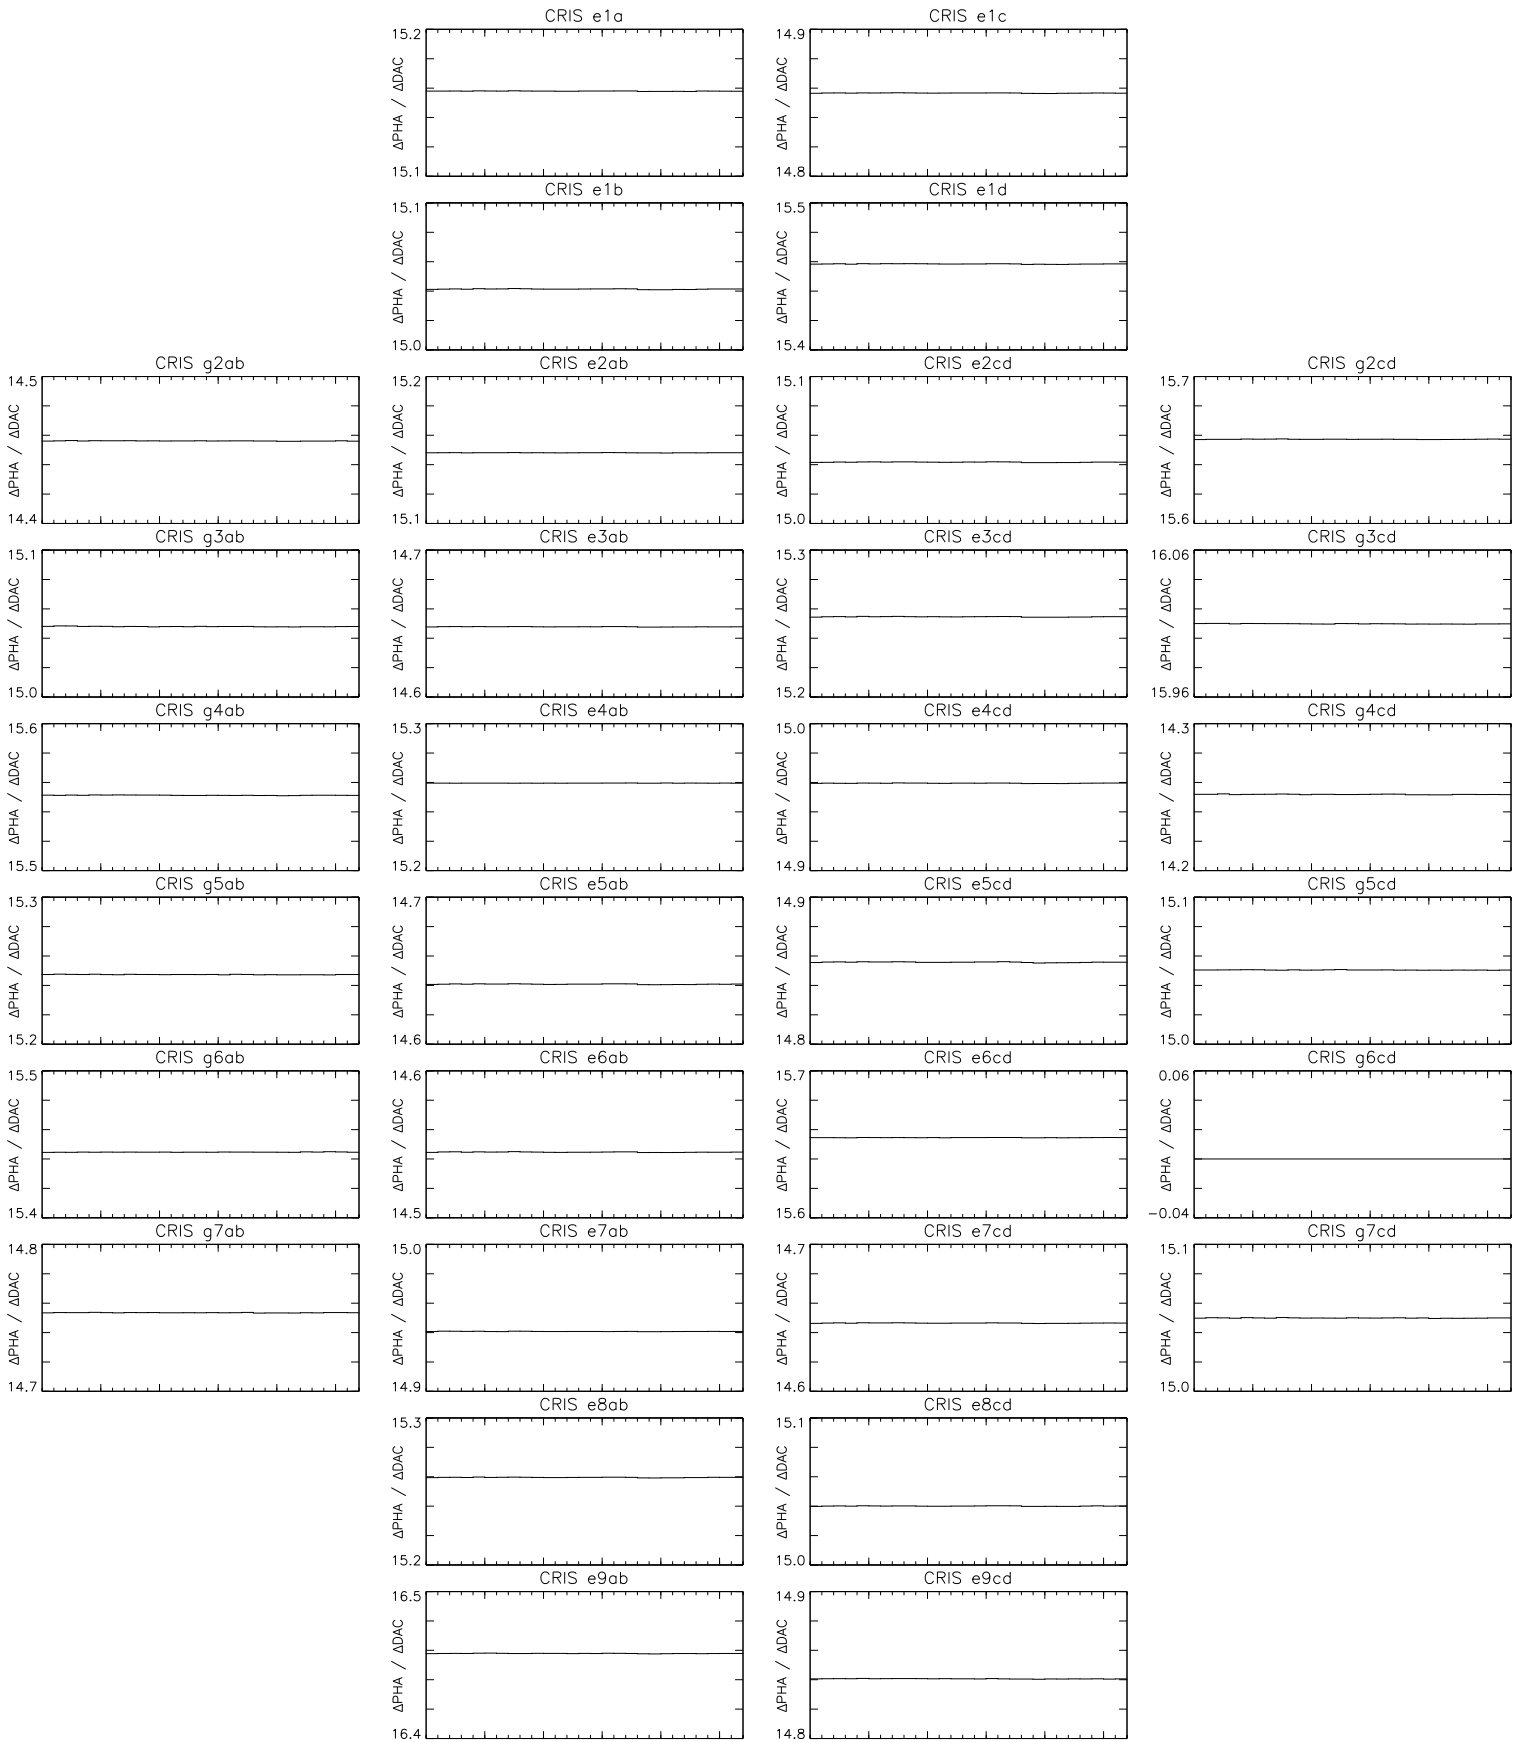 CRIS e1a
15.2
ΔPHA / ΔDAC
15.1
CRIS e1c
14.9
ΔPHA / ΔDAC
14.8
CRIS e1b
15.1
ΔPHA / ΔDAC
15.0
CRIS e1d
15.5
ΔPHA / ΔDAC
15.4
CRIS g2ab
14.5
ΔPHA / ΔDAC
14.4
CRIS e2ab
15.2
ΔPHA / ΔDAC
15.1
CRIS e2cd
15.1
ΔPHA / ΔDAC
15.0
CRIS g2cd
15.7
ΔPHA / ΔDAC
15.6
CRIS g3ab
15.1
ΔPHA / ΔDAC
15.0
CRIS e3ab
14.7
ΔPHA / ΔDAC
14.6
CRIS e3cd
15.3
ΔPHA / ΔDAC
15.2
CRIS g3cd
16.06
ΔPHA / ΔDAC
15.96
CRIS g4ab
15.6
ΔPHA / ΔDAC
15.5
CRIS e4ab
15.3
ΔPHA / ΔDAC
15.2
CRIS e4cd
15.0
ΔPHA / ΔDAC
14.9
CRIS g4cd
14.3
ΔPHA / ΔDAC
14.2
CRIS g5ab
15.3
ΔPHA / ΔDAC
15.2
CRIS e5ab
14.7
ΔPHA / ΔDAC
14.6
CRIS e5cd
14.9
ΔPHA / ΔDAC
14.8
CRIS g5cd
15.1
ΔPHA / ΔDAC
15.0
CRIS g6ab
15.5
ΔPHA / ΔDAC
15.4
CRIS e6ab
14.6
ΔPHA / ΔDAC
14.5
CRIS e6cd
15.7
ΔPHA / ΔDAC
15.6
CRIS g6cd
0.06
ΔPHA / ΔDAC
−0.04
CRIS g7ab
14.8
ΔPHA / ΔDAC
14.7
CRIS e7ab
15.0
ΔPHA / ΔDAC
14.9
CRIS e7cd
14.7
ΔPHA / ΔDAC
14.6
CRIS g7cd
15.1
ΔPHA / ΔDAC
15.0
CRIS e8ab
15.3
ΔPHA / ΔDAC
15.2
CRIS e8cd
15.1
ΔPHA / ΔDAC
15.0
CRIS e9ab
16.5
ΔPHA / ΔDAC
16.4
CRIS e9cd
14.9
ΔPHA / ΔDAC
14.8